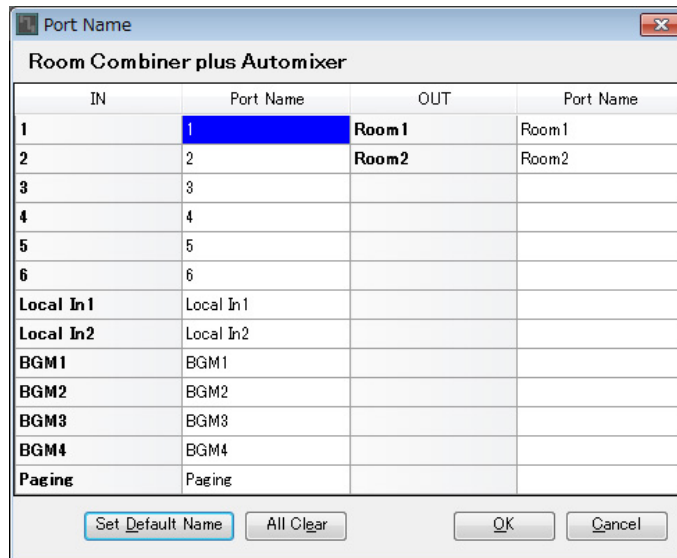 Port Name
Room Combiner plus Automixer
IN Port Name OUT Port Name
1 1 Room1 Room1
2 2 Room2 Room2
3 3
4 4
5 5
6 6
Local In1 Local In1
Local In2 Local In2
BGM1 BGM1
BGM2 BGM2
BGM3 BGM3
BGM4 BGM4
Paging Paging
Set Default Name All Clear OK Cancel